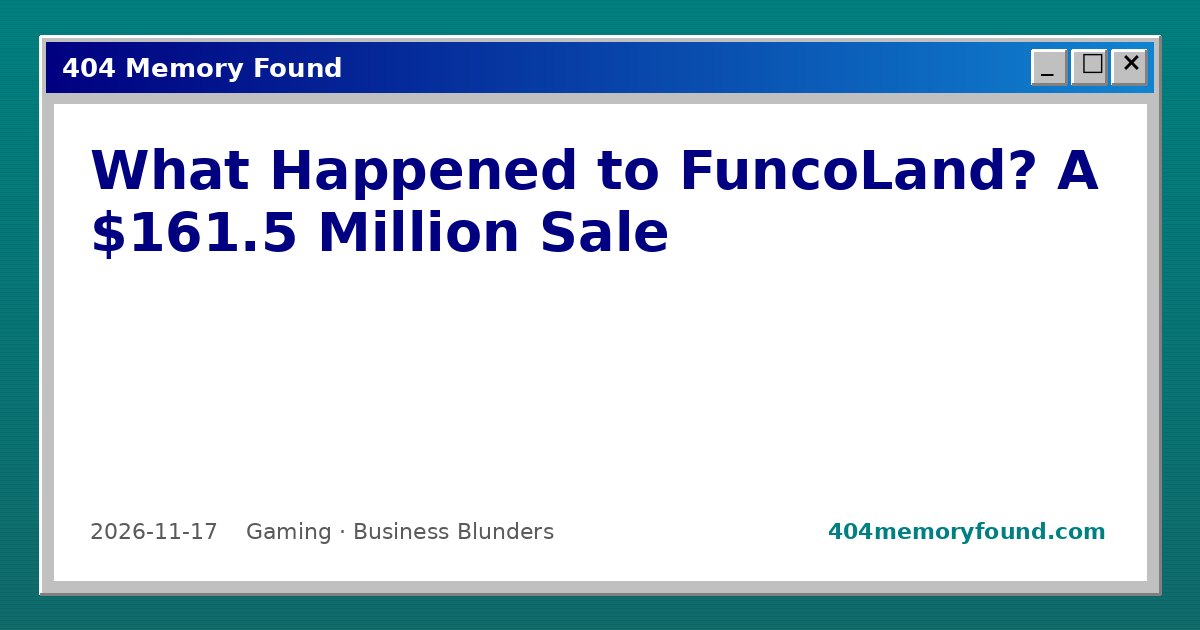 404 Memory Found
What Happened to FuncoLand? A
$161.5 Million Sale
2026-11-17 Gaming · Business Blunders
404memoryfound.com